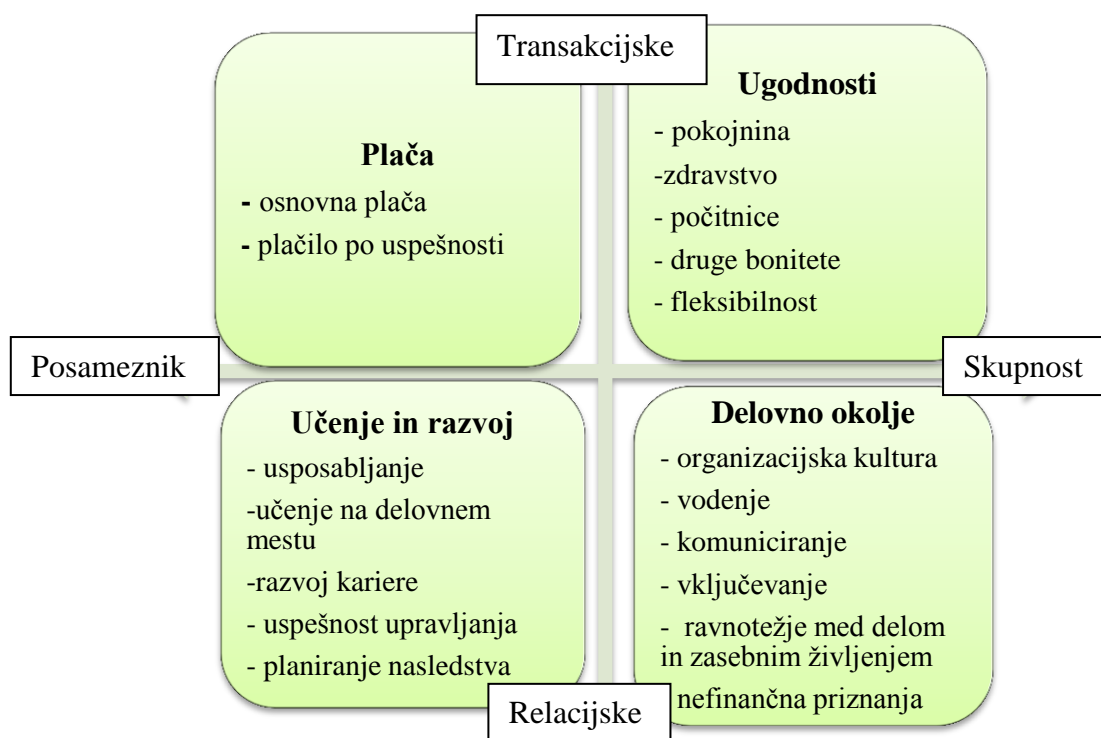 Transakcijske
Plača
- osnovna plača
- plačilo po uspešnosti
Ugodnosti
- pokojnina
-zdravstvo
- počitnice
- druge bonitete
- fleksibilnost
Posameznik
Skupnost
Učenje in razvoj
- usposabljanje
-učenje na delovnem
mestu
-razvoj kariere
- uspešnost upravljanja
- planiranje nasledstva
Delovno okolje
- organizacijska kultura
- vodenje
- komuniciranje
- vključevanje
- ravnotežje med delom
in zasebnim življenjem
nefinančna priznanja
Relacijske